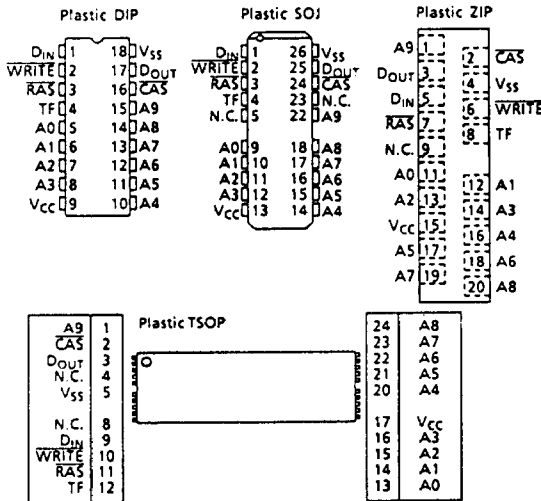 Plastic DIP
DIN 1 18 VSS
WRITE 2 17 DOUT
RAS 3 16 CAS
TF 4 15 A9
A0 5 14 A8
A1 6 13 A7
A2 7 12 A6
A3 8 11 A5
VCC 9 10 A4
Plastic SOJ
DIN 1 26 VSS
WRITE 2 25 DOUT
RAS 3 24 CAS
TF 4 23 N.C.
N.C. 5 22 A9
A0 9 18 A8
A1 10 17 A7
A2 11 16 A6
A3 12 15 A5
VCC 13 14 A4
Plastic ZIP
A9 1
2 CAS
DOUT 3
4 VSS
DIN 5
6 WRITE
RAS 7
8 TF
N.C. 9
A0 11
12 A1
A2 13
14 A3
VCC 15
16 A4
A5 17
18 A6
A7 19
20 A8
Plastic TSOP
A9 1
CAS 2
DOUT 3
N.C. 4
VSS 5
N.C. 8
DIN 9
WRITE 10
RAS 11
TF 12
24 A8
23 A7
22 A6
21 A5
20 A4
17 VCC
16 A3
15 A2
14 A1
13 A0